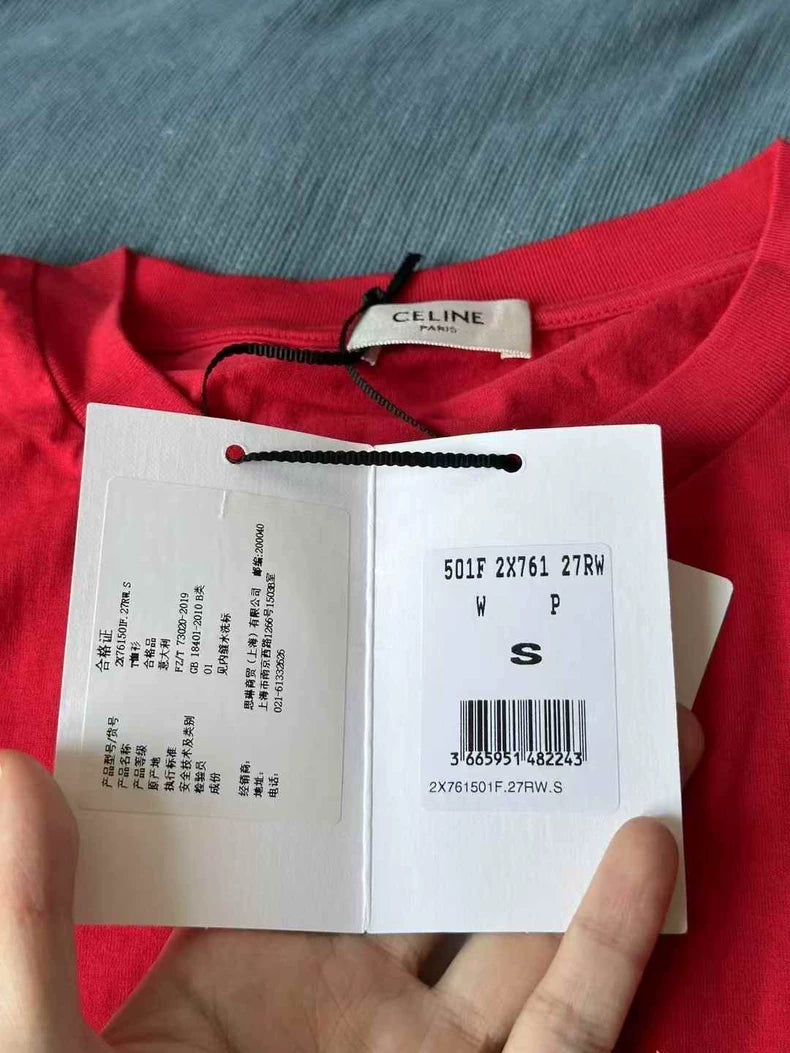 CELINE
PARIS
合格证
产品型号/货号 2X761501F.27RW.S
产品名称 T恤衫
产品等级 合格品
原产地 意大利
执行标准 FZ/T 73020-2019
安全技术及类别 GB 18401-2010 B类
检验员 01
成份 见内缝水洗标
经销商: 思琳商贸（上海）有限公司 邮编:200040
地址: 上海市南京西路1266号1503B室
电话: 021-61332626
501F 2X761 27RW
W P
S
3 665951 482243
2X761501F.27RW.S